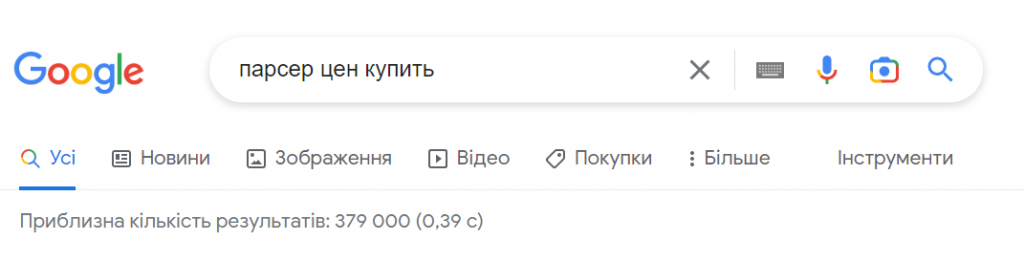 Google парсер цен купить
Усі Новини Зображення Відео Покупки Більше Інструменти
Приблизна кількість результатів: 379 000 (0,39 с)